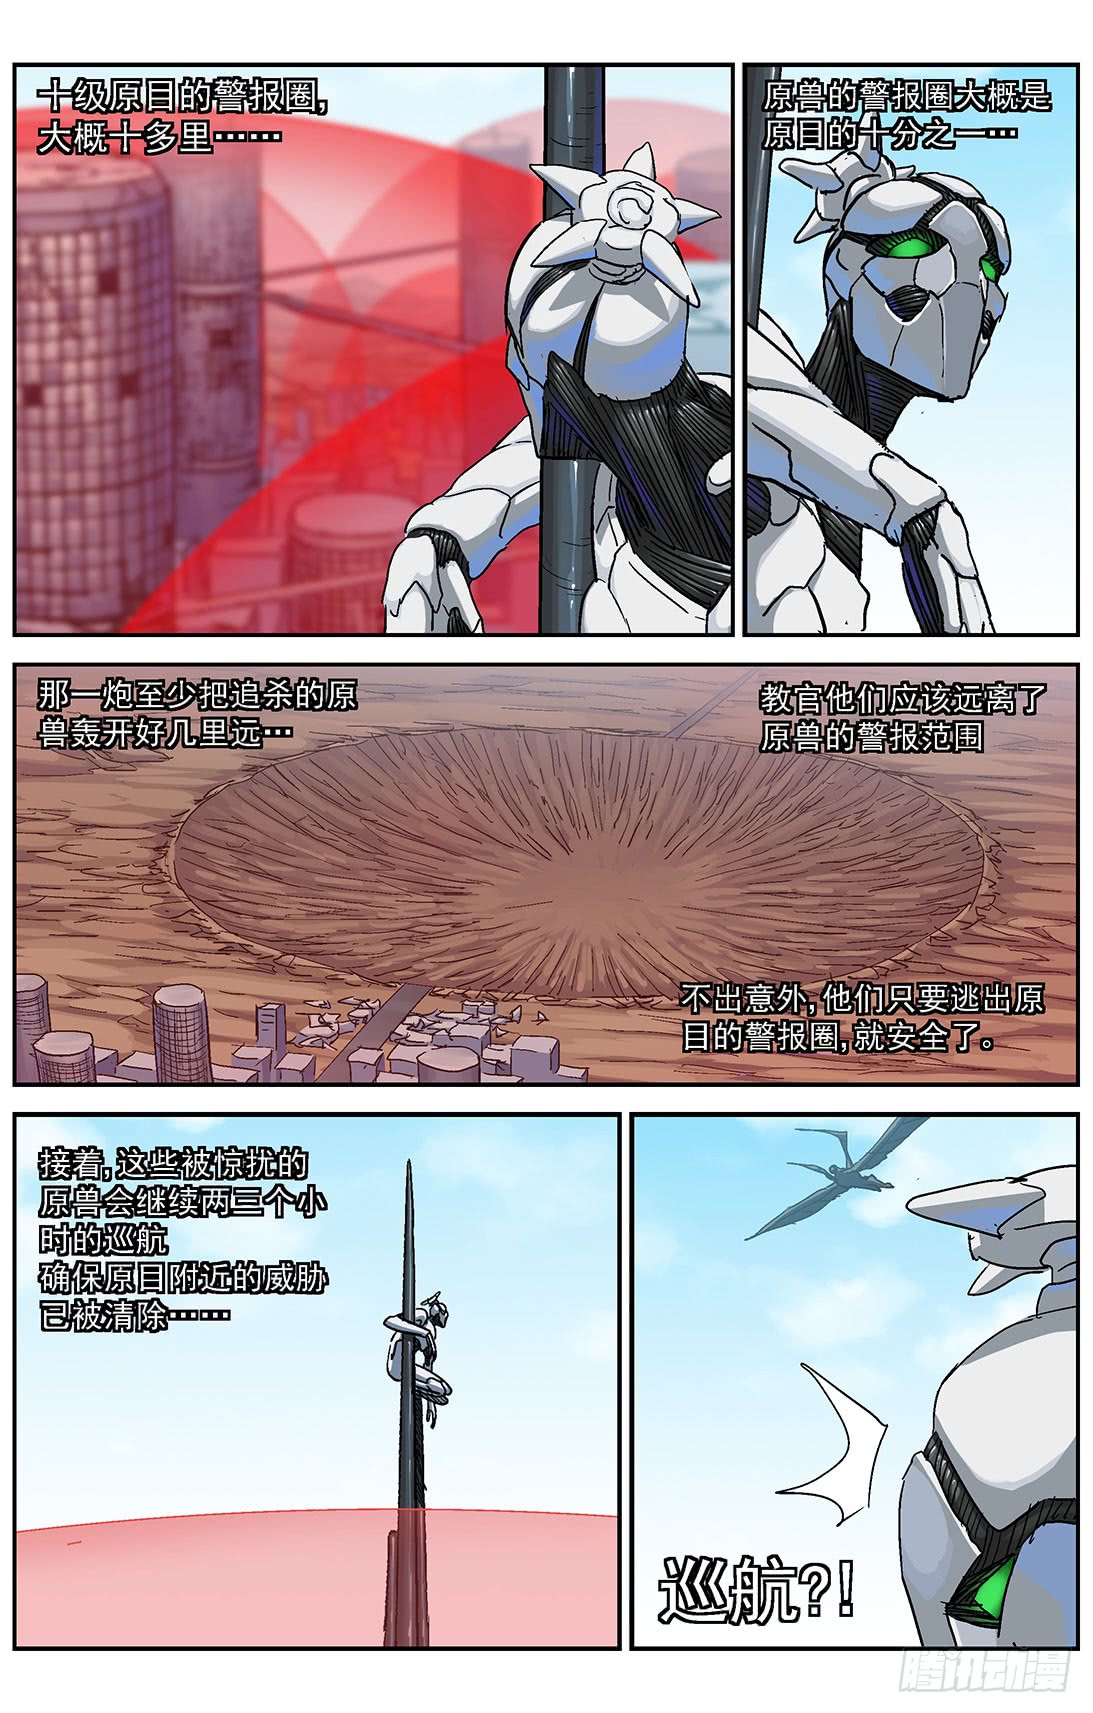 十级原目的警报圈,
大概十多里……
原兽的警报圈大概是
原目的十分之一…
那一炮至少把追杀的原
兽轰开好几里远…
教官他们应该远离了
原兽的警报范围
不出意外,他们只要逃出原
目的警报圈,就安全了。
接着,这些被惊扰的
原兽会继续两三个小
时的巡航
确保原目附近的威胁
已被清除……
巡航?!
腾讯动漫